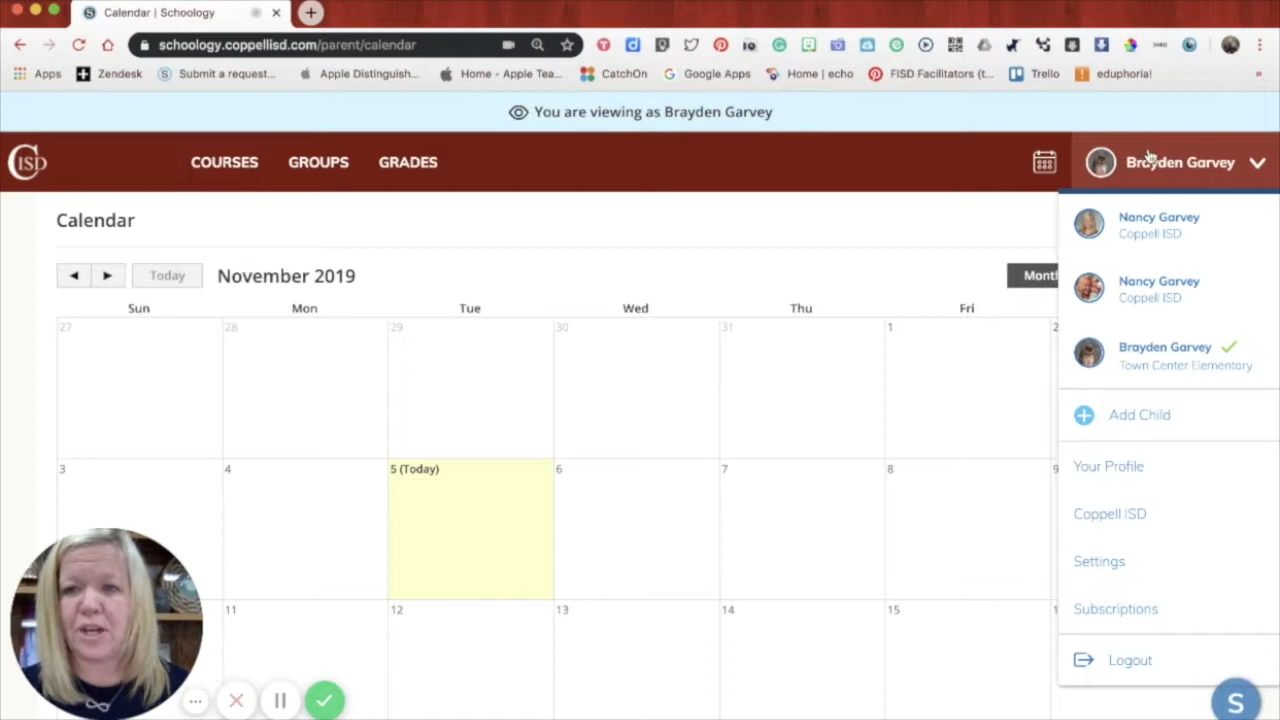 Calendar | Schoology
schoology.coppellisd.com/parent/calendar
Apps Zendesk Submit a request... Apple Distinguish... Home - Apple Tea... CatchOn Google Apps Home | echo FISD Facilitators (t... Trello eduphoria! »
You are viewing as Brayden Garvey
CISD COURSES GROUPS GRADES Brayden Garvey
Calendar
Nancy Garvey
Coppell ISD
Today November 2019 Month
Nancy Garvey
Coppell ISD
Sun Mon Tue Wed Thu Fri
27 28 29 30 31 1 2
Brayden Garvey
Town Center Elementary
Add Child
3 4 5 (Today) 6 7 8 9
Your Profile
Coppell ISD
Settings
Subscriptions
11 12 13 14 15 1
Logout
S